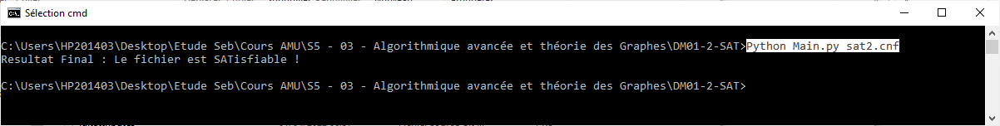 Sélection cmd
C:\Users\HP201403\Desktop\Etude Seb\Cours AMU\S5 - 03 - Algorithmique avancée et théorie des Graphes\DM01-2-SAT>Python Main.py sat2.cnf
Resultat Final : Le fichier est SATisfiable !
C:\Users\HP201403\Desktop\Etude Seb\Cours AMU\S5 - 03 - Algorithmique avancée et théorie des Graphes\DM01-2-SAT>